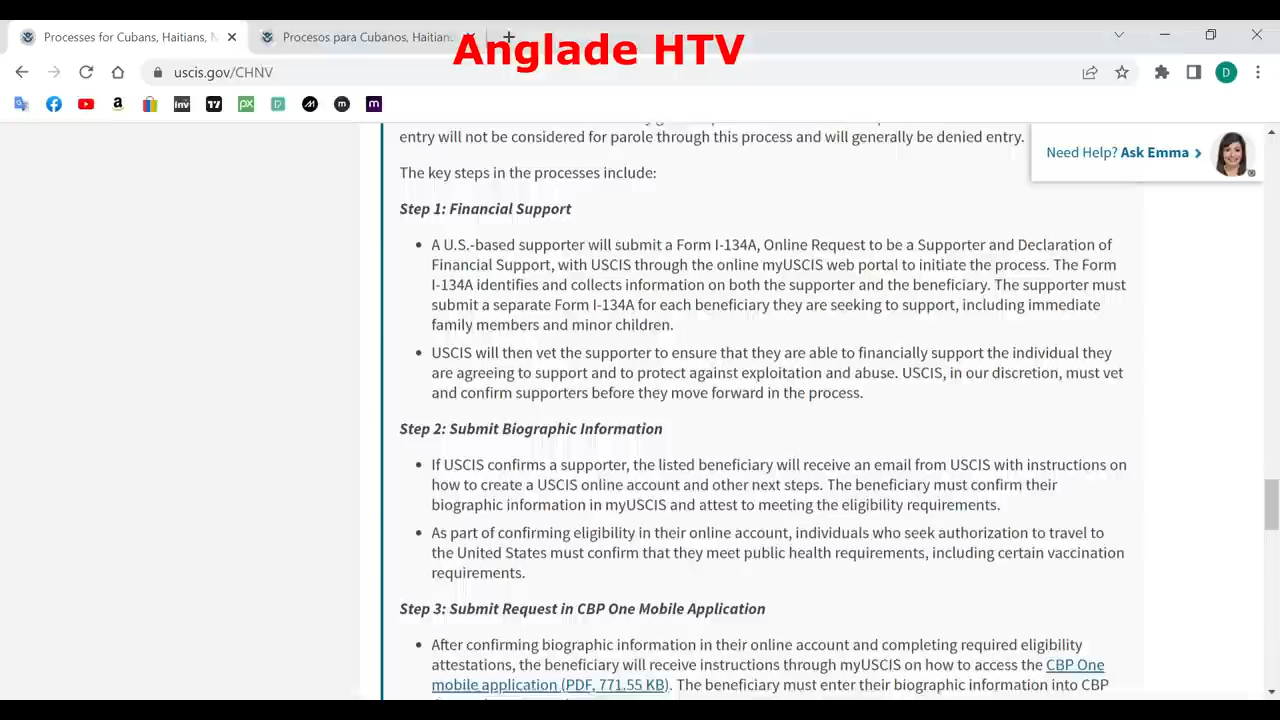 Processes for Cubans, Haitians, N
Procesos para Cubanos, Haitian
Anglade HTV
uscis.gov/CHNV
D
entry will not be considered for parole through this process and will generally be denied entry.
Need Help? Ask Emma
The key steps in the processes include:
Step 1: Financial Support
• A U.S.-based supporter will submit a Form I-134A, Online Request to be a Supporter and Declaration of
Financial Support, with USCIS through the online myUSCIS web portal to initiate the process. The Form
I-134A identifies and collects information on both the supporter and the beneficiary. The supporter must
submit a separate Form I-134A for each beneficiary they are seeking to support, including immediate
family members and minor children.
• USCIS will then vet the supporter to ensure that they are able to financially support the individual they
are agreeing to support and to protect against exploitation and abuse. USCIS, in our discretion, must vet
and confirm supporters before they move forward in the process.
Step 2: Submit Biographic Information
• If USCIS confirms a supporter, the listed beneficiary will receive an email from USCIS with instructions on
how to create a USCIS online account and other next steps. The beneficiary must confirm their
biographic information in myUSCIS and attest to meeting the eligibility requirements.
• As part of confirming eligibility in their online account, individuals who seek authorization to travel to
the United States must confirm that they meet public health requirements, including certain vaccination
requirements.
Step 3: Submit Request in CBP One Mobile Application
• After confirming biographic information in their online account and completing required eligibility
attestations, the beneficiary will receive instructions through myUSCIS on how to access the CBP One
mobile application (PDF, 771.55 KB). The beneficiary must enter their biographic information into CBP